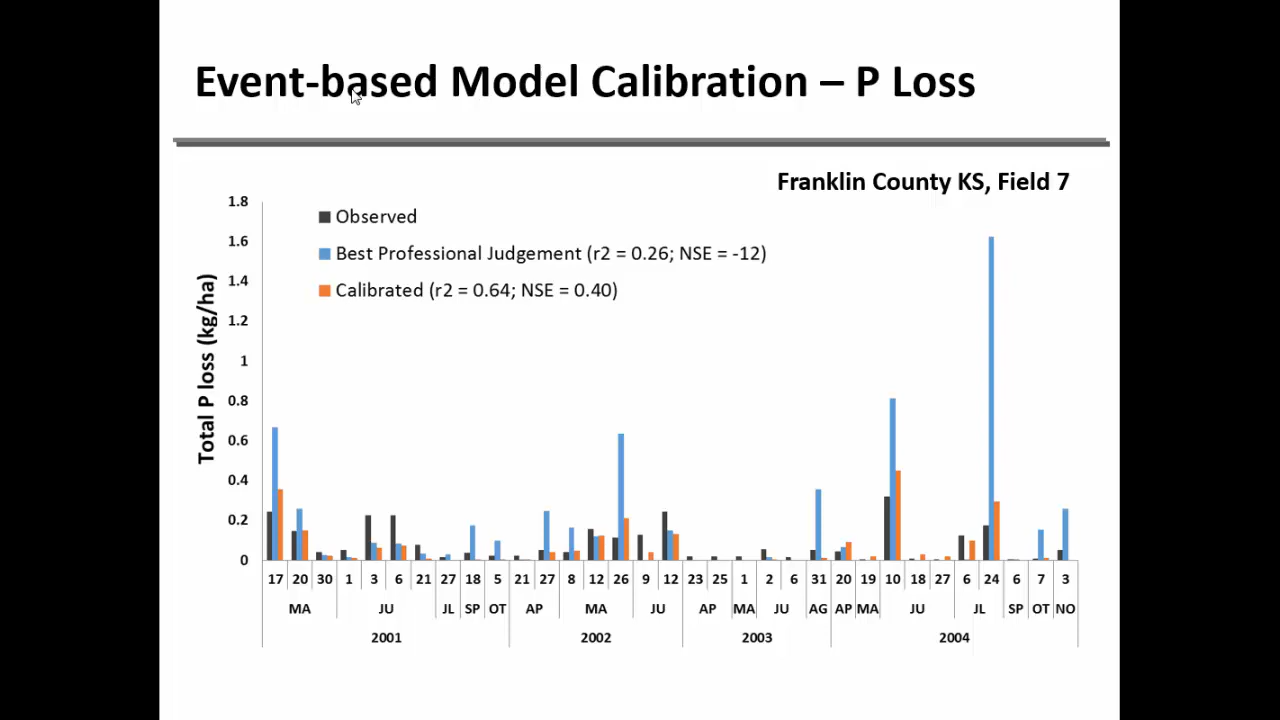 Event-based Model Calibration – P Loss
Franklin County KS, Field 7
Observed
Best Professional Judgement (r2 = 0.26; NSE = -12)
Calibrated (r2 = 0.64; NSE = 0.40)
Total P loss (kg/ha)
1.8
1.6
1.4
1.2
1
0.8
0.6
0.4
0.2
0
17 20 30 1 3 6 21 27 18 5 21 27 8 12 26 9 12 23 25 1 2 6 31 20 19 10 18 27 6 24 6 7 3
MA JU JL SP OT AP MA JU AP MA JU AG AP MA JU JL SP OT NO
2001 2002 2003 2004